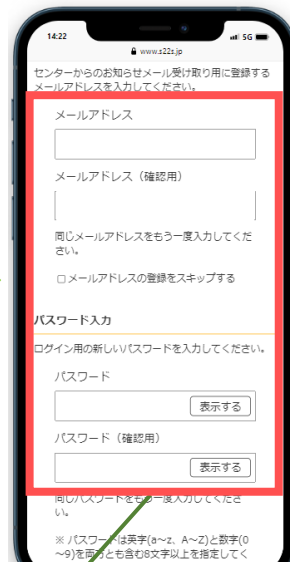 14:22
5G
www.s22s.jp
センターからのお知らせメール受け取り用に登録する
メールアドレスを入力してください。
メールアドレス
メールアドレス（確認用）
同じメールアドレスをもう一度入力してくだ
さい。
メールアドレスの登録をスキップする
パスワード入力
ログイン用の新しいパスワードを入力してください。
パスワード
表示する
パスワード（確認用）
表示する
同じパスワードをもう一度入力してくださ
い。
※ パスワードは英字(a～z、A～Z)と数字(0
～9)を両方とも含む8文字以上を指定してく